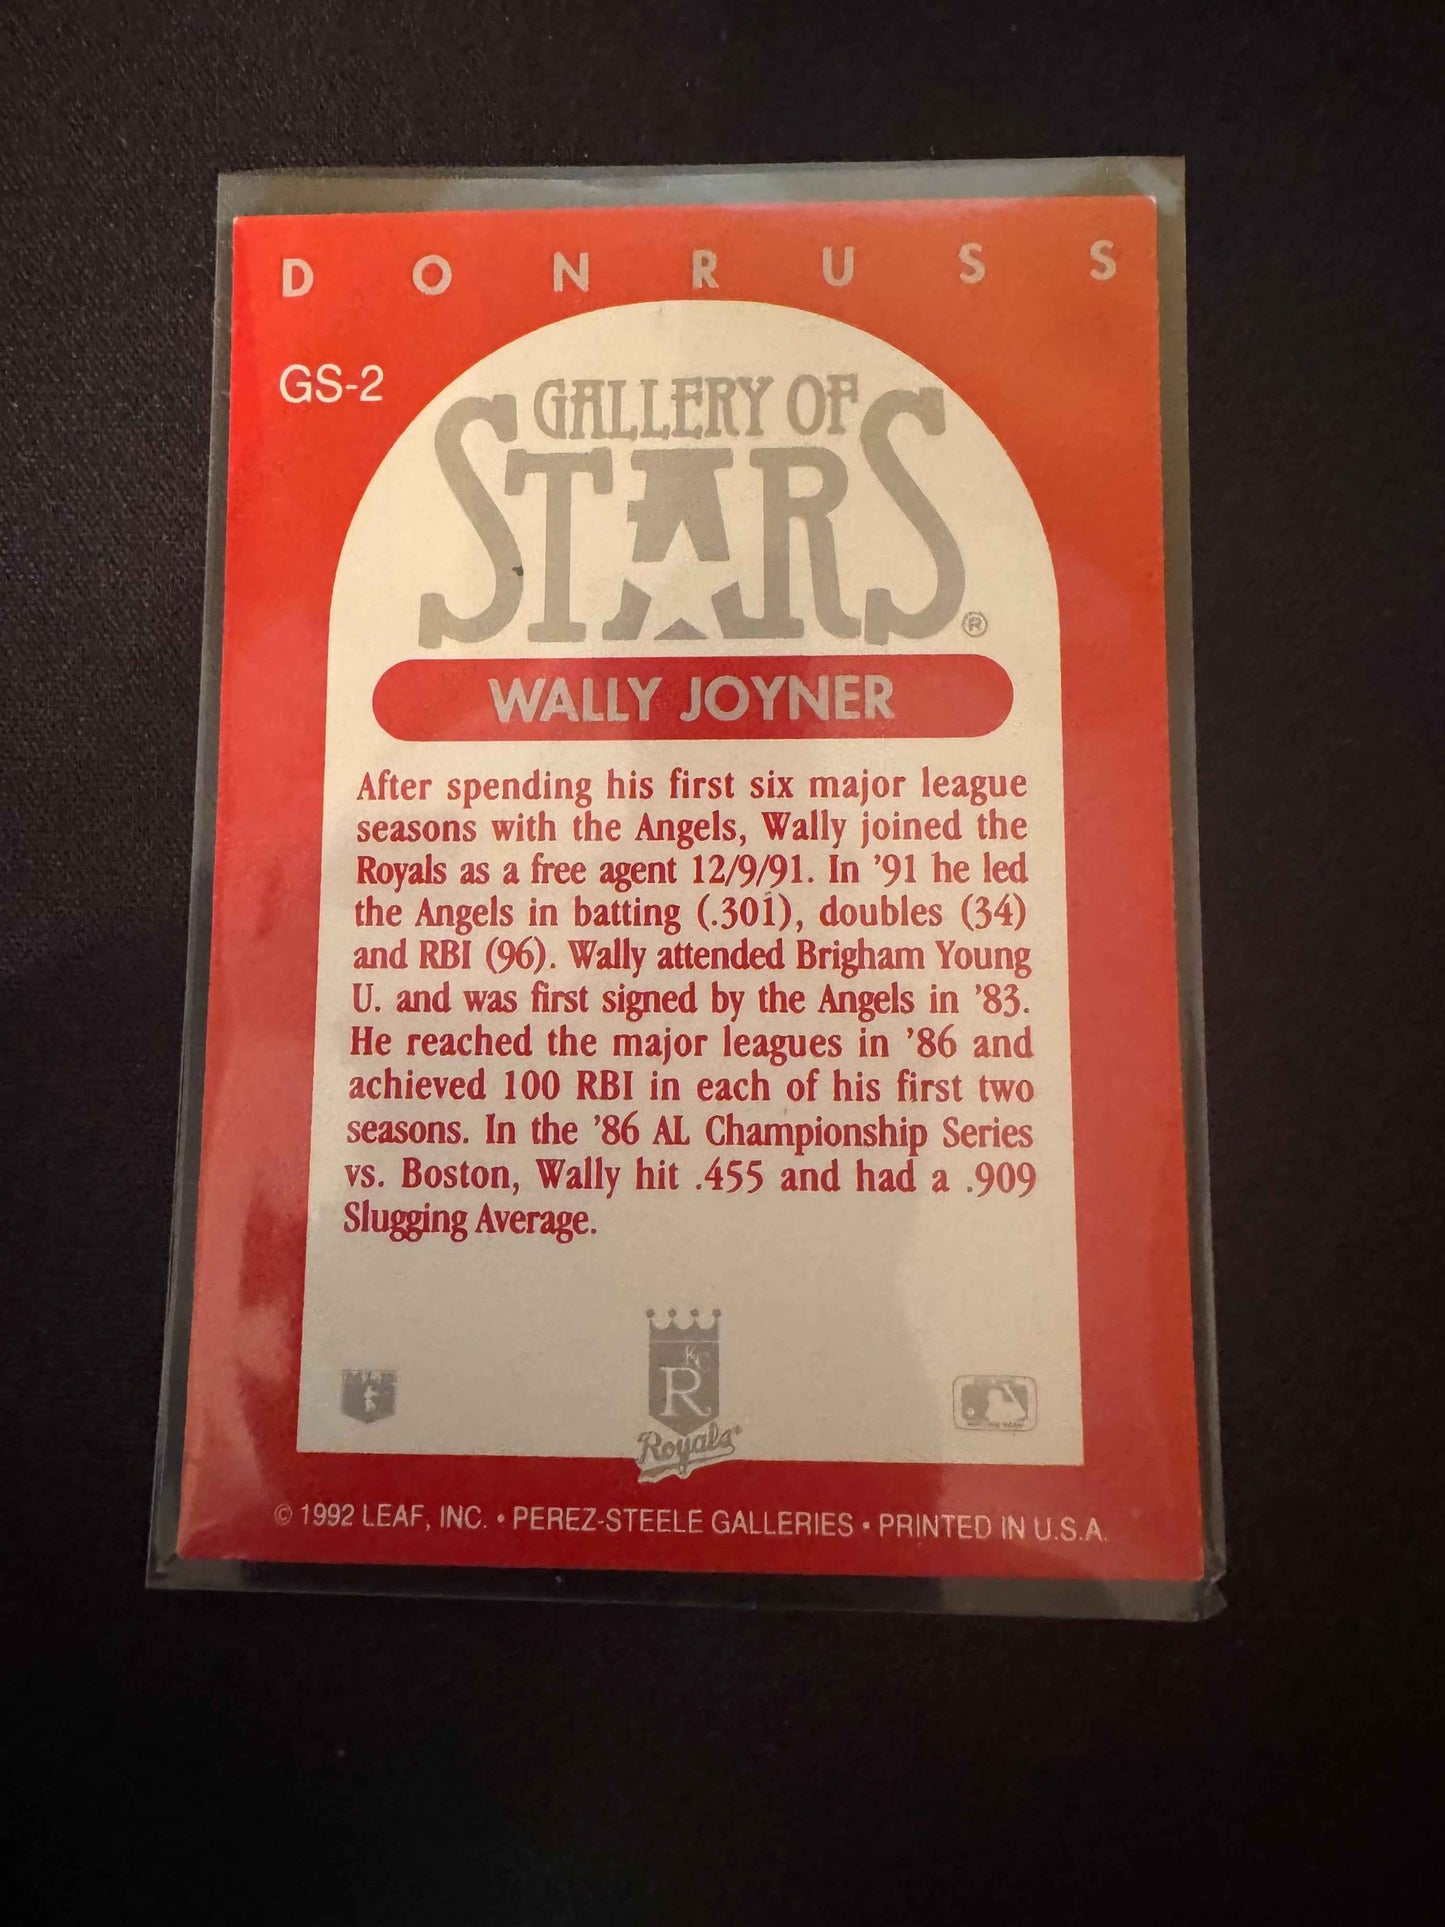 DONRUSS
GS-2
GALLERY OF
STARS®
WALLY JOYNER
After spending his first six major league
seasons with the Angels, Wally joined the
Royals as a free agent 12/9/91. In '91 he led
the Angels in batting (.301), doubles (34)
and RBI (96). Wally attended Brigham Young
U. and was first signed by the Angels in '83.
He reached the major leagues in '86 and
achieved 100 RBI in each of his first two
seasons. In the '86 AL Championship Series
vs. Boston, Wally hit .455 and had a .909
Slugging Average.
KC
R
Royals
© 1992 LEAF, INC. • PEREZ-STEELE GALLERIES • PRINTED IN U.S.A.